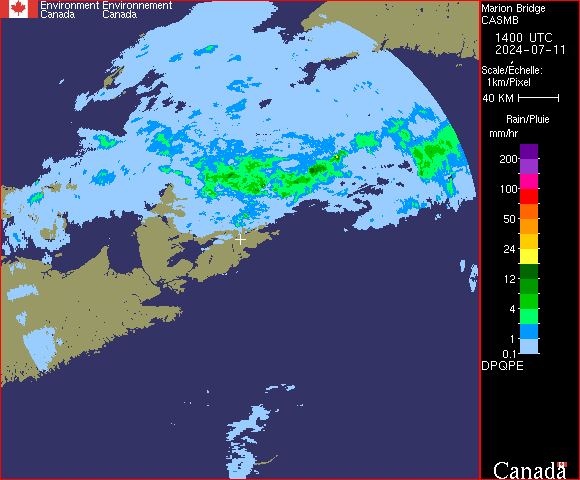 Environment Environnement
Canada Canada
Marion Bridge
CASMB
1400 UTC
2024-07-11
Scale/Échelle:
1km/Pixel
40 KM
Rain/Pluie
mm/hr
200
100
50
24
12
4
1
0.1
DPQPE
Canada